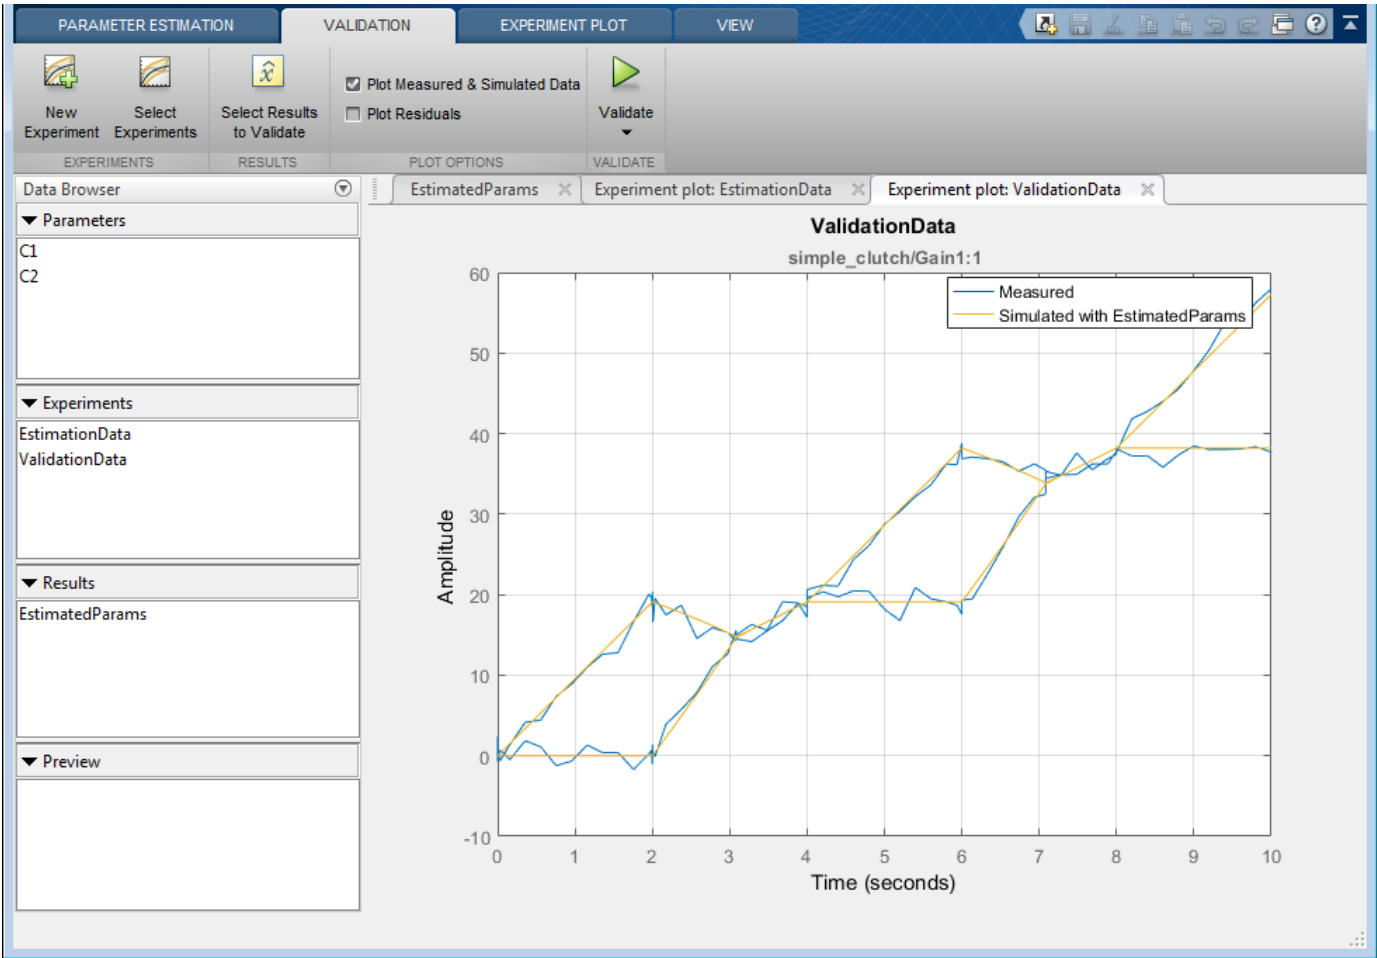 PARAMETER ESTIMATION VALIDATION EXPERIMENT PLOT VIEW
New Experiment
Select Experiments
x̂
Select Results to Validate
Plot Measured & Simulated Data
Plot Residuals
Validate
EXPERIMENTS RESULTS PLOT OPTIONS VALIDATE
Data Browser
Parameters
C1
C2
Experiments
EstimationData
ValidationData
Results
EstimatedParams
Preview
EstimatedParams Experiment plot: EstimationData Experiment plot: ValidationData
ValidationData
simple_clutch/Gain1:1
Measured
Simulated with EstimatedParams
Amplitude
60
50
40
30
20
10
0
-10
0 1 2 3 4 5 6 7 8 9 10
Time (seconds)